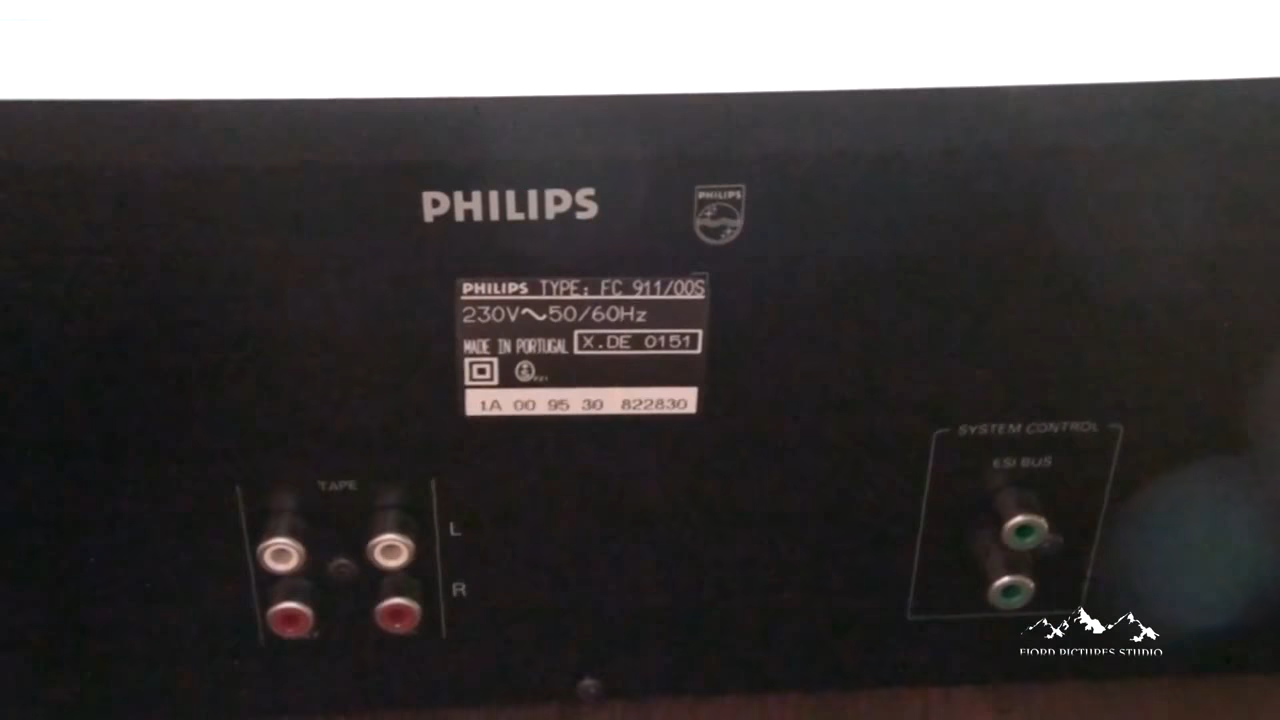 PHILIPS
PHILIPS
PHILIPS TYPE: FC 911/00S
230V~50/60Hz
MADE IN PORTUGAL X.DE 0151
1A 00 95 30 822830
SYSTEM CONTROL
ESI BUS
TAPE
L
R
FJORD PICTURES STUDIO